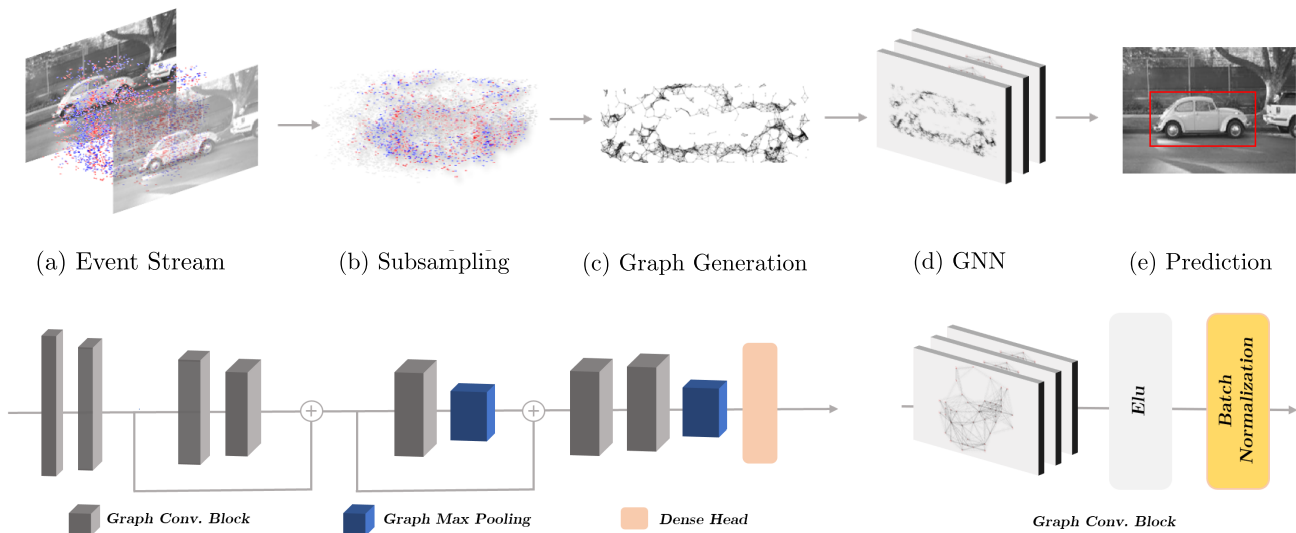 (a) Event Stream
(b) Subsampling
(c) Graph Generation
(d) GNN
(e) Prediction
Elu
Batch
Normalization
Graph Conv. Block
Graph Max Pooling
Dense Head
Graph Conv. Block